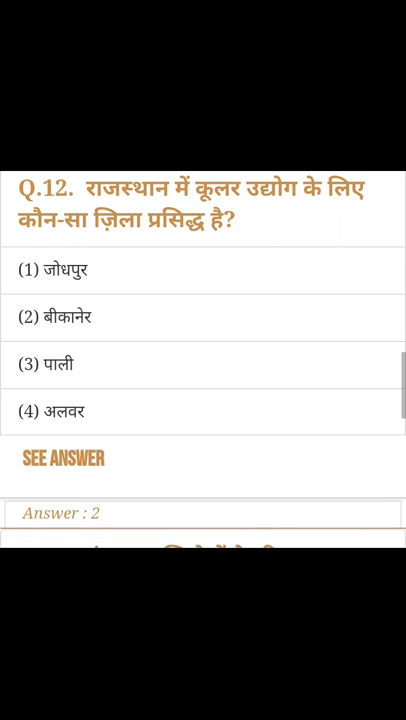 Q.12. राजस्थान में कूलर उद्योग के लिए
कौन-सा ज़िला प्रसिद्ध है?
(1) जोधपुर
(2) बीकानेर
(3) पाली
(4) अलवर
SEE ANSWER
Answer : 2